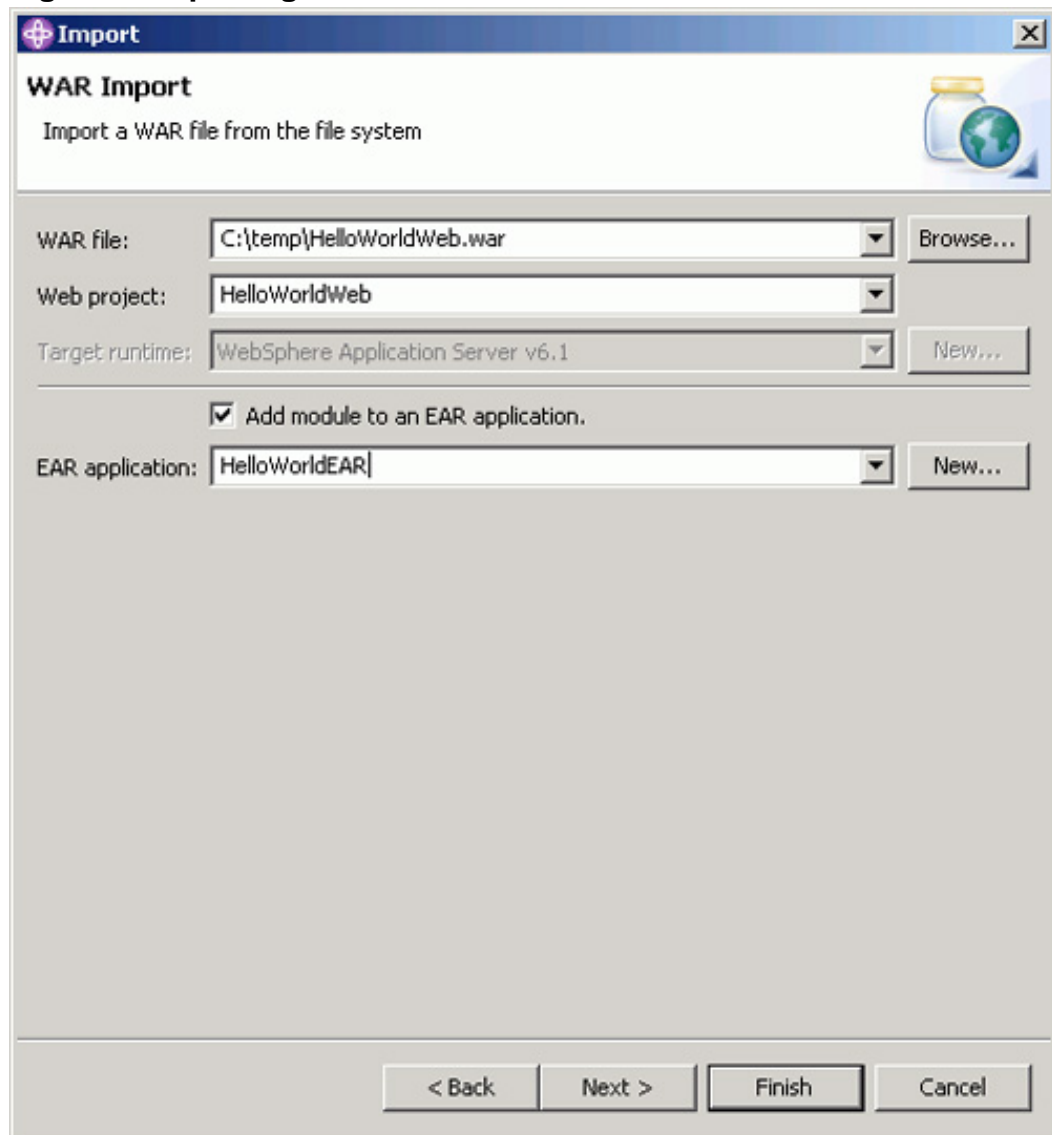 Import
WAR Import
Import a WAR file from the file system
WAR file: C:\temp\HelloWorldWeb.war Browse...
Web project: HelloWorldWeb
Target runtime: WebSphere Application Server v6.1 New...
Add module to an EAR application.
EAR application: HelloWorldEAR New...
< Back Next > Finish Cancel